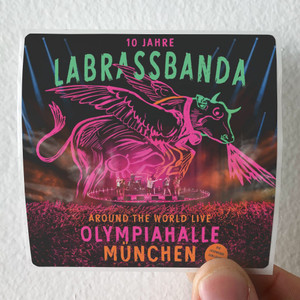 10 JAHRE
LABRASSBANDA
AROUND THE WORLD LIVE
OLYMPIAHALLE
MÜNCHEN